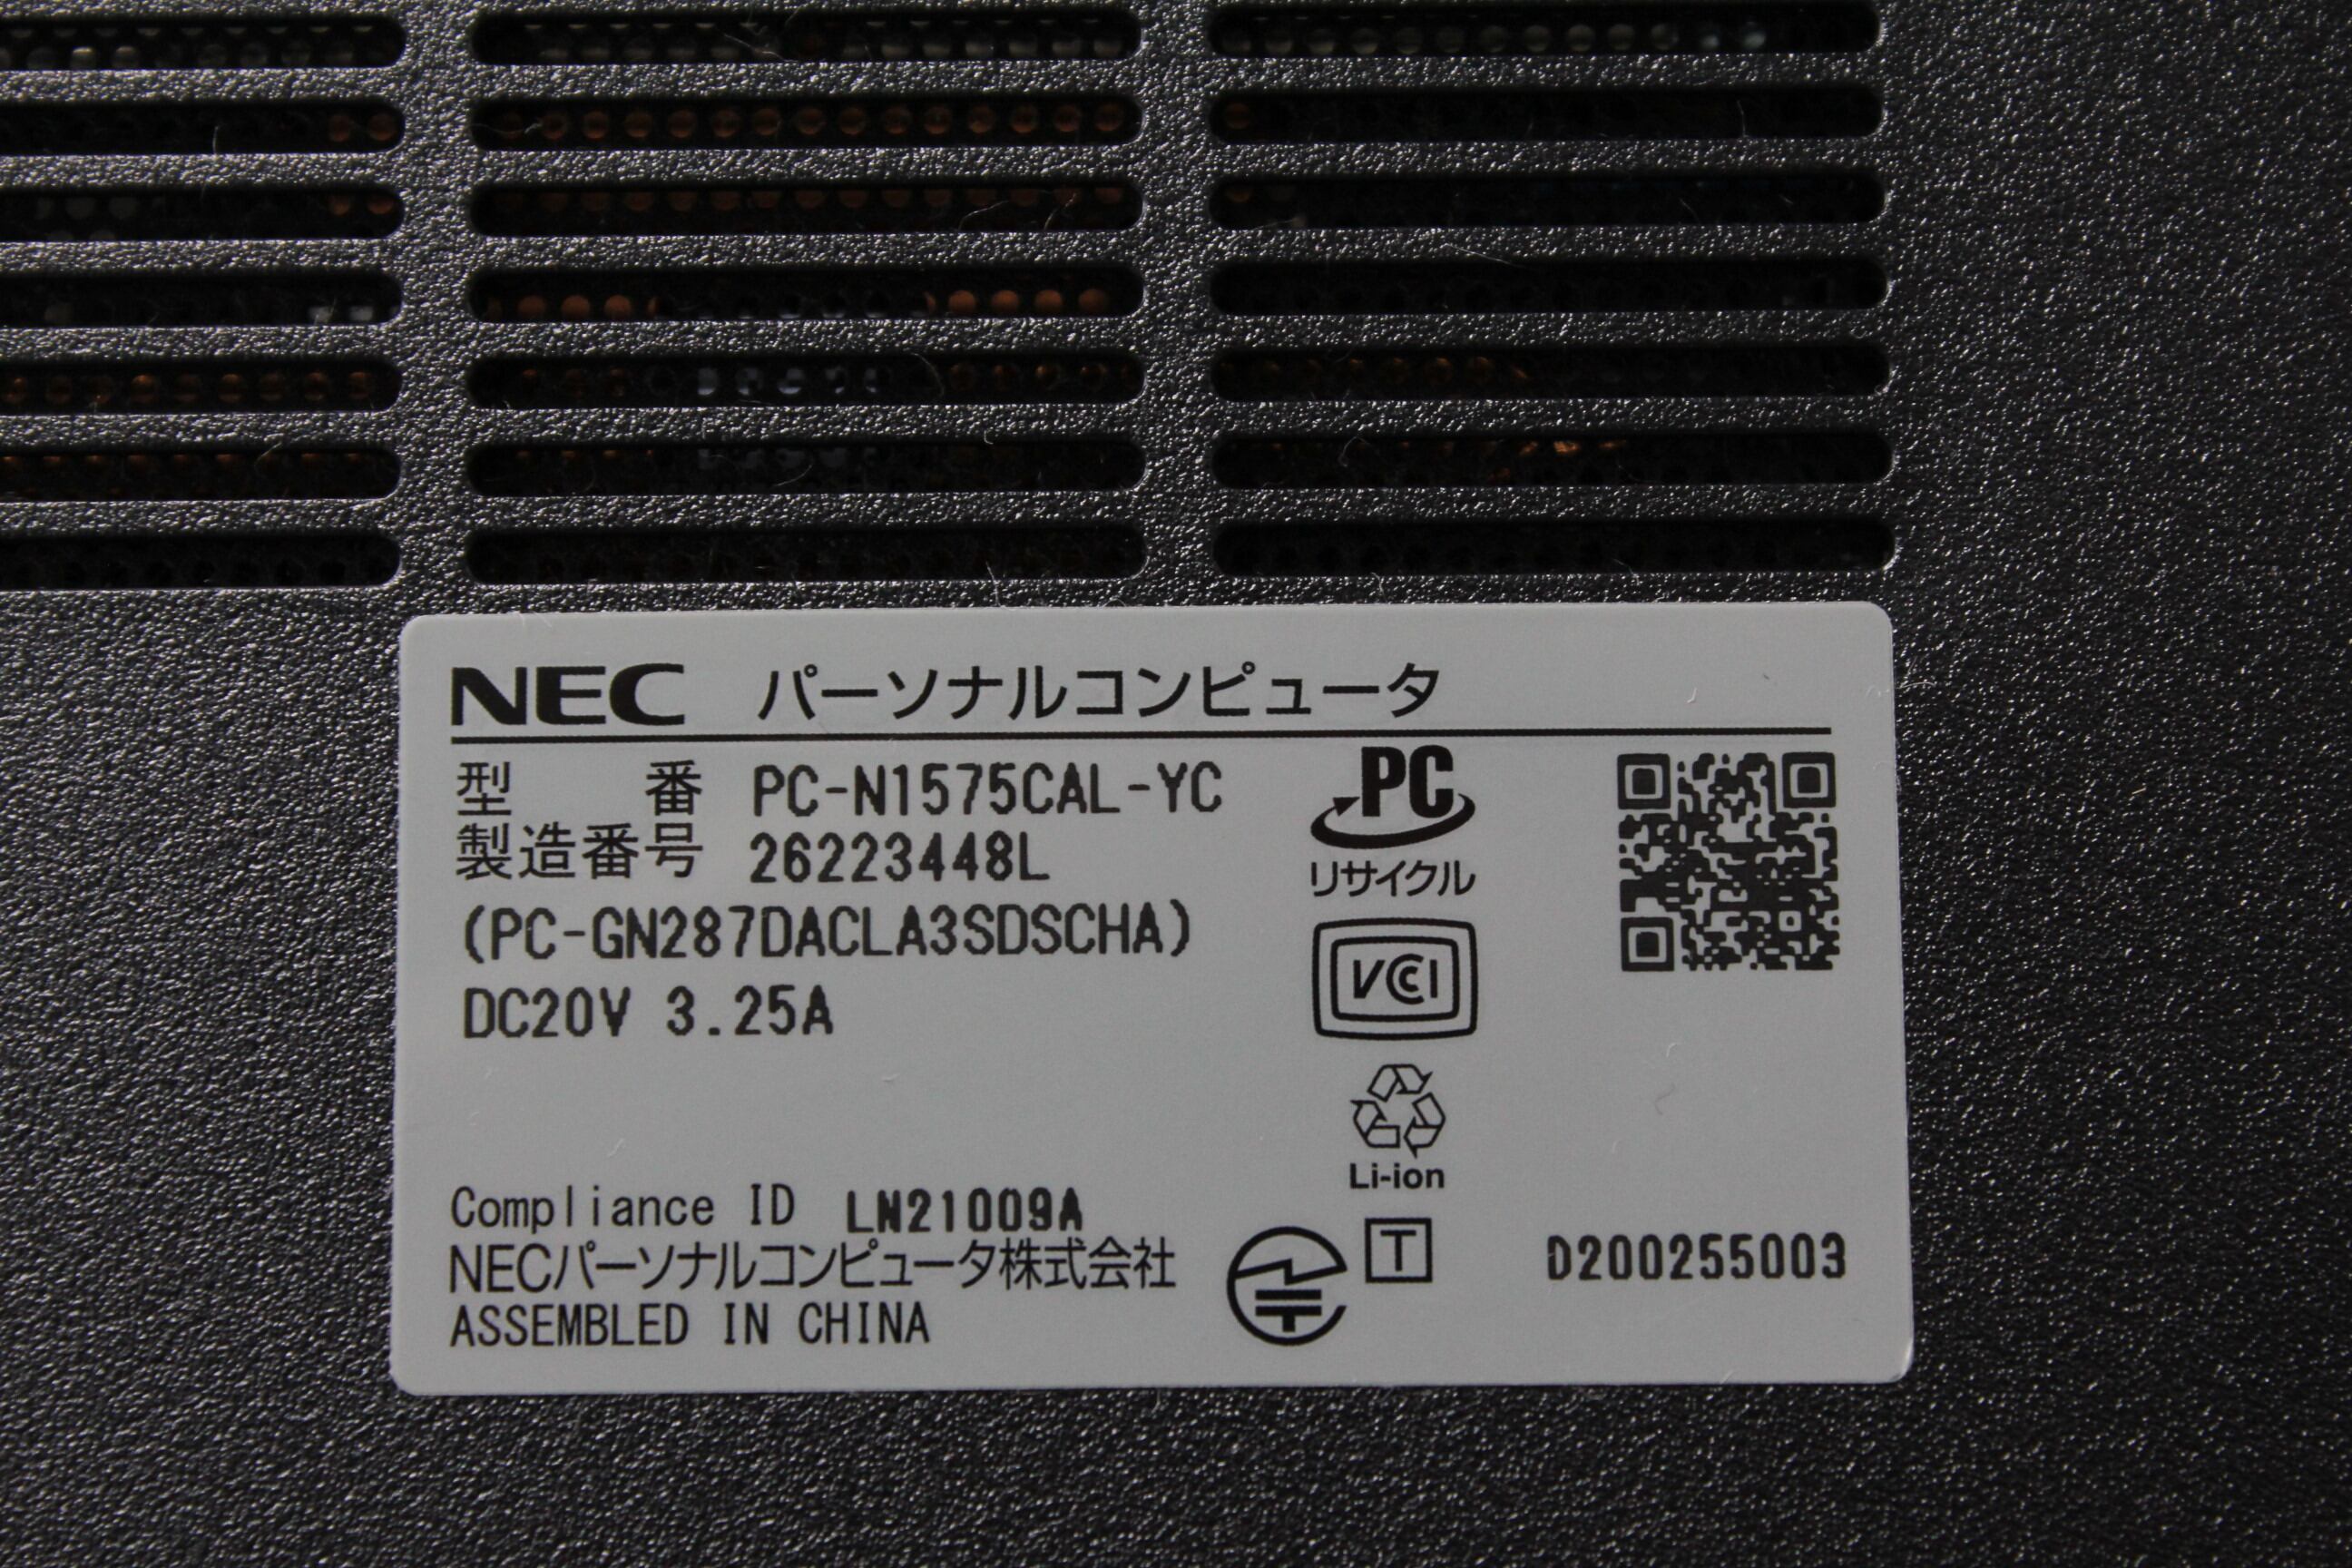 NEC パーソナルコンピュータ
型 番 PC-N1575CAL-YC
製造番号 26223448L
(PC-GN287DACLA3SDSCHA)
DC20V 3.25A
PC
リサイクル
VCCI
Li-ion
Compliance ID LN21009A
NECパーソナルコンピュータ株式会社
ASSEMBLED IN CHINA
T
D200255003